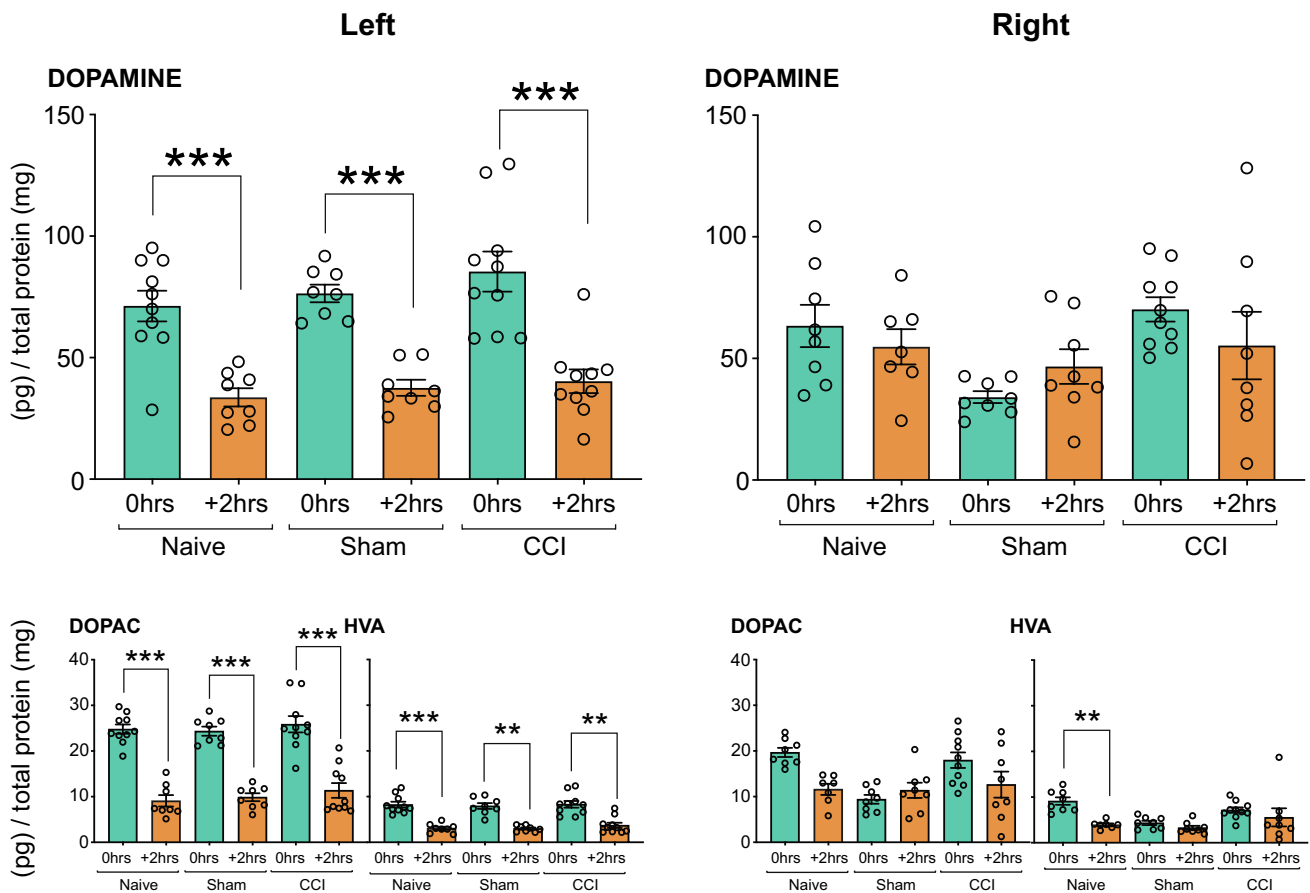 Left
Right
DOPAMINE
DOPAMINE
(pg) / total protein (mg)
150
100
50
0
***
***
***
0hrs +2hrs 0hrs +2hrs 0hrs +2hrs
Naive Sham CCI
150
100
50
0
0hrs +2hrs 0hrs +2hrs 0hrs +2hrs
Naive Sham CCI
(pg) / total protein (mg)
DOPAC
HVA
40
30
20
10
0
***
***
***
***
**
**
0hrs +2hrs 0hrs +2hrs 0hrs +2hrs 0hrs +2hrs 0hrs +2hrs 0hrs +2hrs
Naive Sham CCI Naive Sham CCI
DOPAC
HVA
40
30
20
10
0
**
0hrs +2hrs 0hrs +2hrs 0hrs +2hrs 0hrs +2hrs 0hrs +2hrs 0hrs +2hrs
Naive Sham CCI Naive Sham CCI